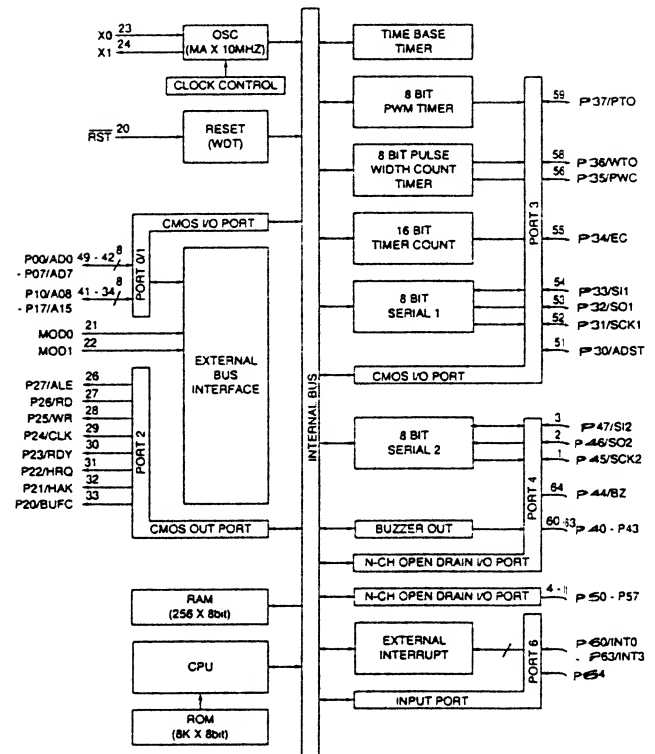 X0 23
X1 24
OSC
(MA X 10MHZ)
CLOCK CONTROL
RST 20
RESET
(WDT)
CMOS I/O PORT
PORT 0/1
P00/AD0 49 - 42 8
- P07/AD7
P10/A08 41 - 34 8
- P17/A15
MOD0 21
MOD1 22
EXTERNAL
BUS
INTERFACE
P27/ALE 26
P26/RD 27
P25/WR 28
P24/CLK 29
P23/RDY 30
P22/HRQ 31
P21/HAK 32
P20/BUFC 33
PORT 2
CMOS OUT PORT
RAM
(256 X 8bit)
CPU
ROM
(8K X 8bit)
INTERNAL BUS
TIME BASE
TIMER
8 BIT
PWM TIMER
59 P37/PTO
8 BIT PULSE
WIDTH COUNT
TIMER
58 P36/WTO
56 P35/PWC
PORT 3
16 BIT
TIMER COUNT
55 P34/EC
8 BIT
SERIAL 1
54 P33/SI1
53 P32/SO1
52 P31/SCK1
51 P30/ADST
CMOS I/O PORT
8 BIT
SERIAL 2
3 P47/SI2
2 P46/SO2
1 P45/SCK2
PORT 4
64 P44/BZ
BUZZER OUT
60 - 63 P40 - P43
N-CH OPEN DRAIN I/O PORT
N-CH OPEN DRAIN I/O PORT
4 - 11 P50 - P57
EXTERNAL
INTERRUPT
PORT 6
P60/INT0
- P63/INT3
P64
INPUT PORT